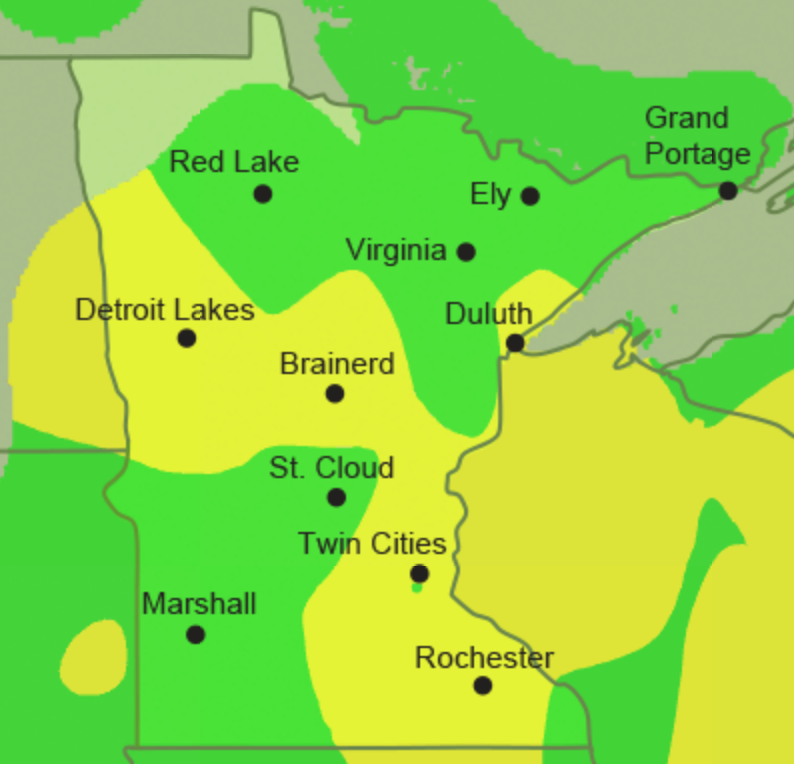 Grand
Portage
Red Lake
Ely
Virginia
Detroit Lakes
Duluth
Brainerd
St. Cloud
Twin Cities
Marshall
Rochester